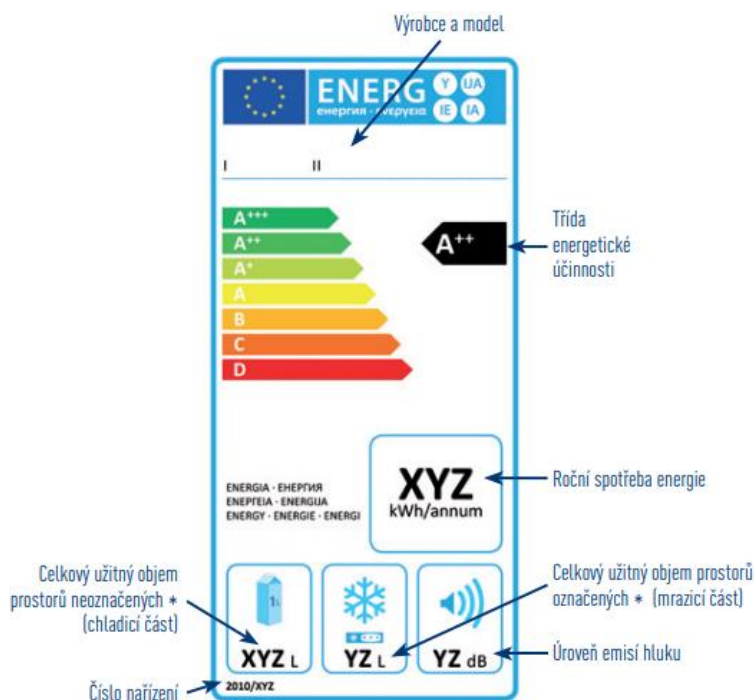 Výrobce a model
ENERG Y UA
енергия · ενεργεια IE IA
I II
A+++
A++ A++
A+
A
B
C
D
Třída
energetické
účinnosti
XYZ
kWh/annum
Roční spotřeba energie
ENERGIA · ЕНЕРГИЯ
ΕΝΕΡΓΕΙΑ · ENERGIJA
ENERGY · ENERGIE · ENERGI
Celkový užitný objem
prostorů neoznačených *
(chladicí část)
1L
XYZ L
YZ L
YZ dB
Celkový užitný objem prostorů
označených * (mrazicí část)
Úroveň emisí hluku
Číslo nařízení
2010/XYZ